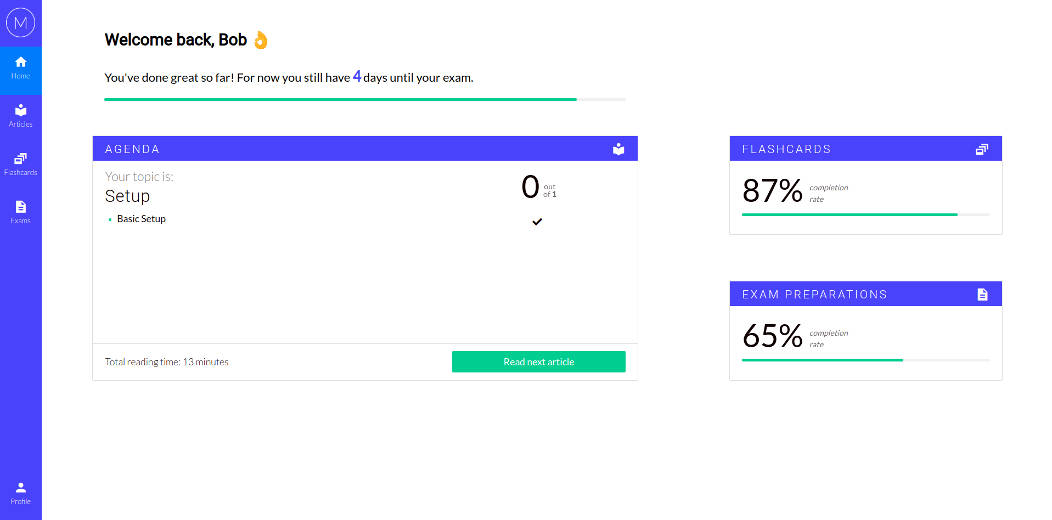 M
Home
Articles
Flashcards
Exams
Profile
Welcome back, Bob 👌
You've done great so far! For now you still have 4 days until your exam.
AGENDA
Your topic is:
Setup
0 out of 1
Basic Setup
Total reading time: 13 minutes
Read next article
FLASHCARDS
87% completion rate
EXAM PREPARATIONS
65% completion rate